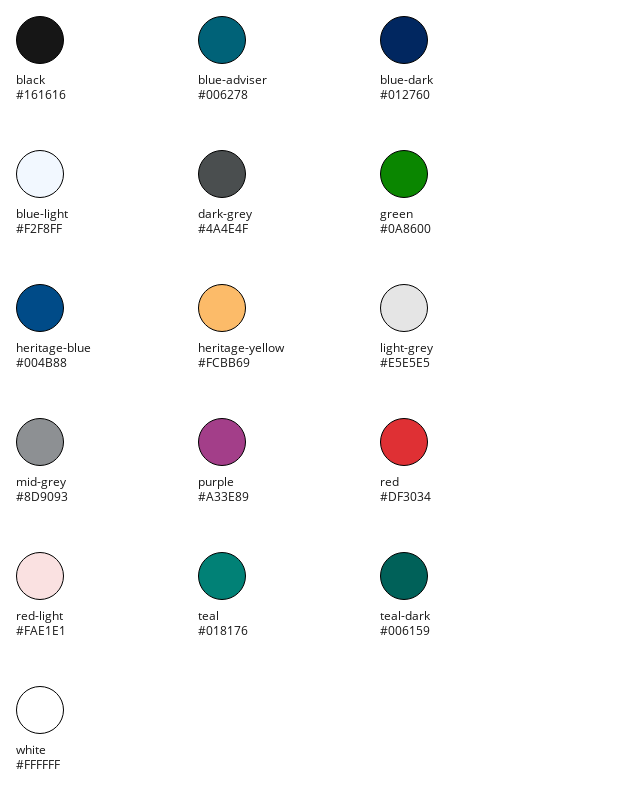 black
#161616
blue-adviser
#006278
blue-dark
#012760
blue-light
#F2F8FF
dark-grey
#4A4E4F
green
#0A8600
heritage-blue
#004B88
heritage-yellow
#FCBB69
light-grey
#E5E5E5
mid-grey
#8D9093
purple
#A33E89
red
#DF3034
red-light
#FAE1E1
teal
#018176
teal-dark
#006159
white
#FFFFFF